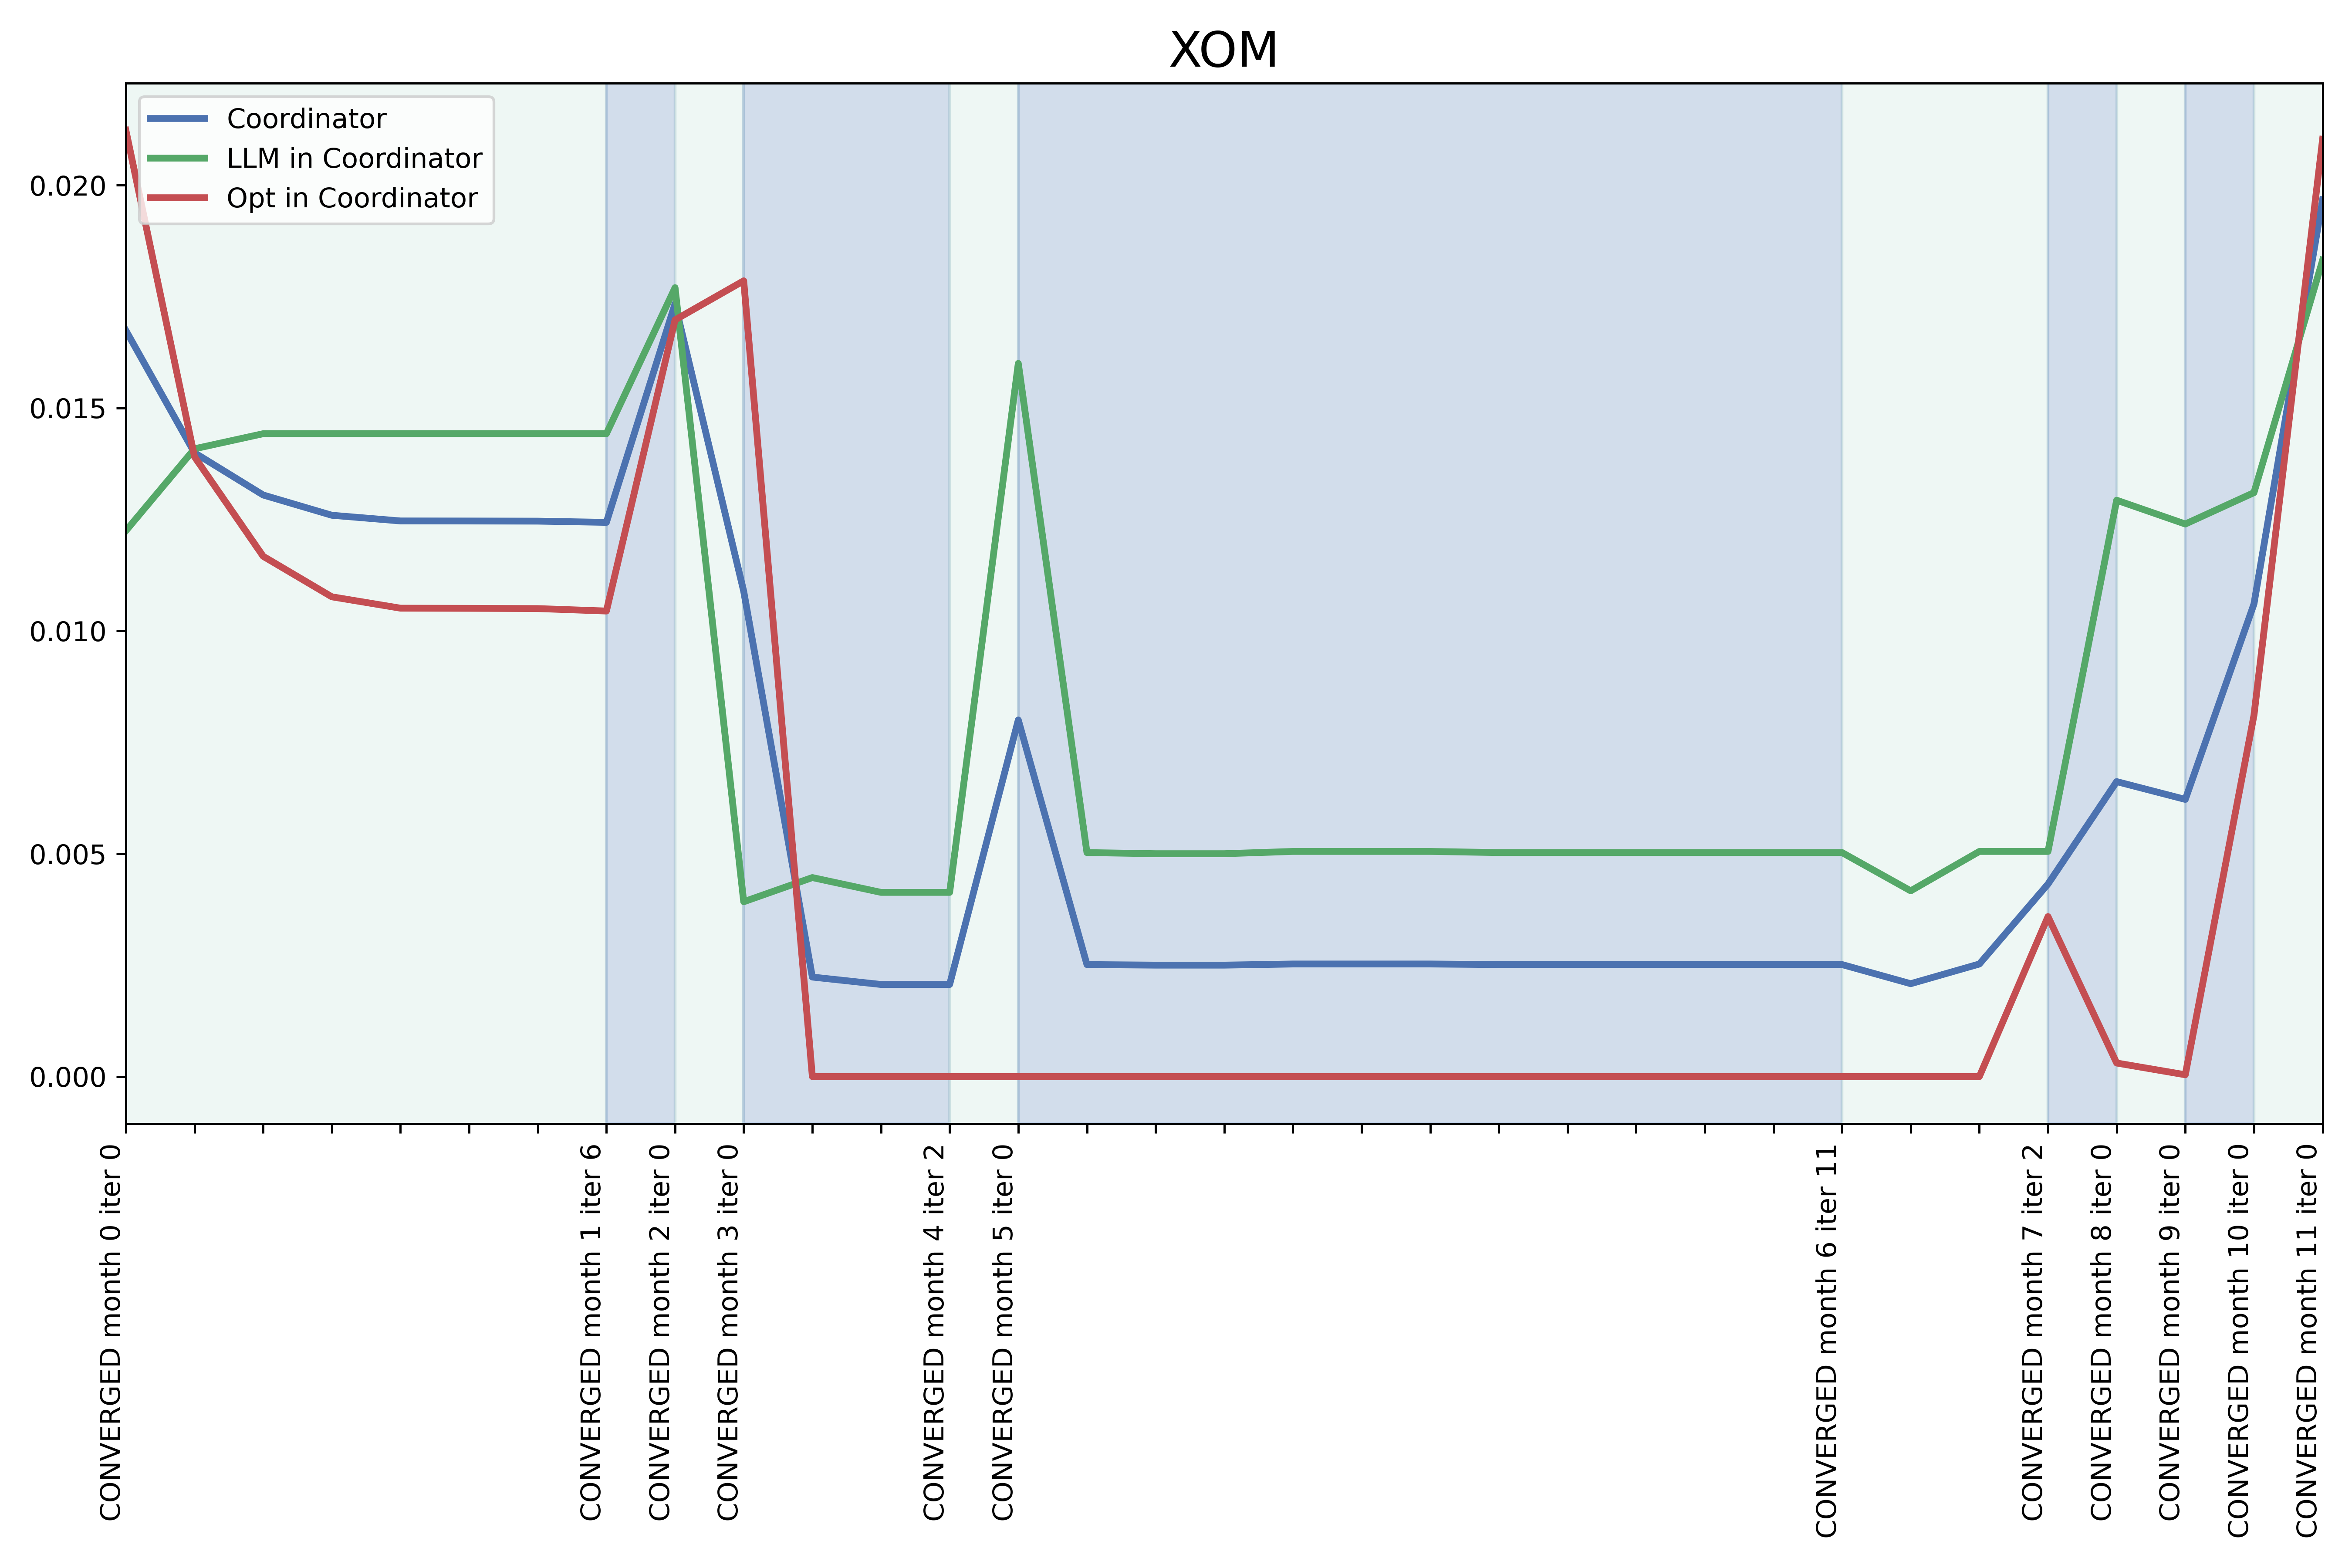 XOM
Coordinator
LLM in Coordinator
Opt in Coordinator
0.020
0.015
0.010
0.005
0.000
CONVERGED month 0 iter 0
CONVERGED month 1 iter 6
CONVERGED month 2 iter 0
CONVERGED month 3 iter 0
CONVERGED month 4 iter 2
CONVERGED month 5 iter 0
CONVERGED month 6 iter 11
CONVERGED month 7 iter 2
CONVERGED month 8 iter 0
CONVERGED month 9 iter 0
CONVERGED month 10 iter 0
CONVERGED month 11 iter 0